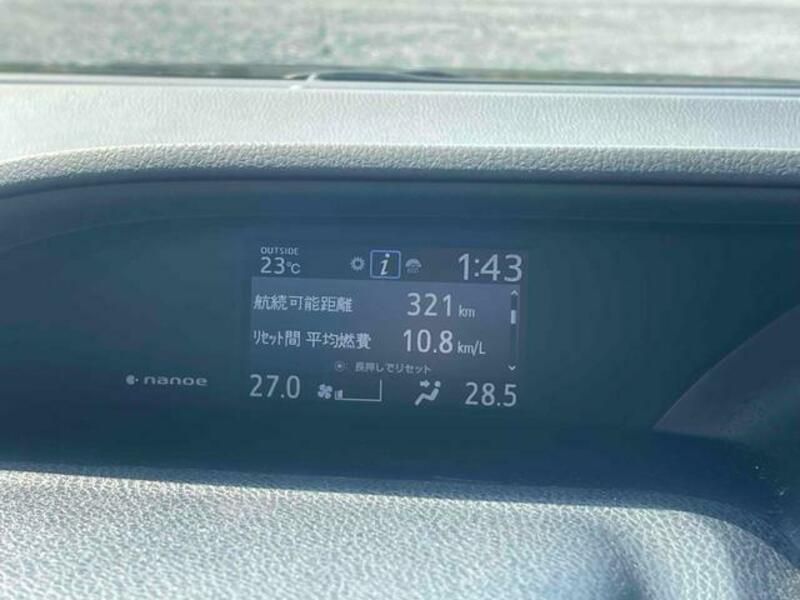 OUTSIDE
23℃ i ECO 1:43
航続可能距離 321 km
リセット間 平均燃費 10.8 km/L
長押しでリセット
nanoe
27.0 28.5